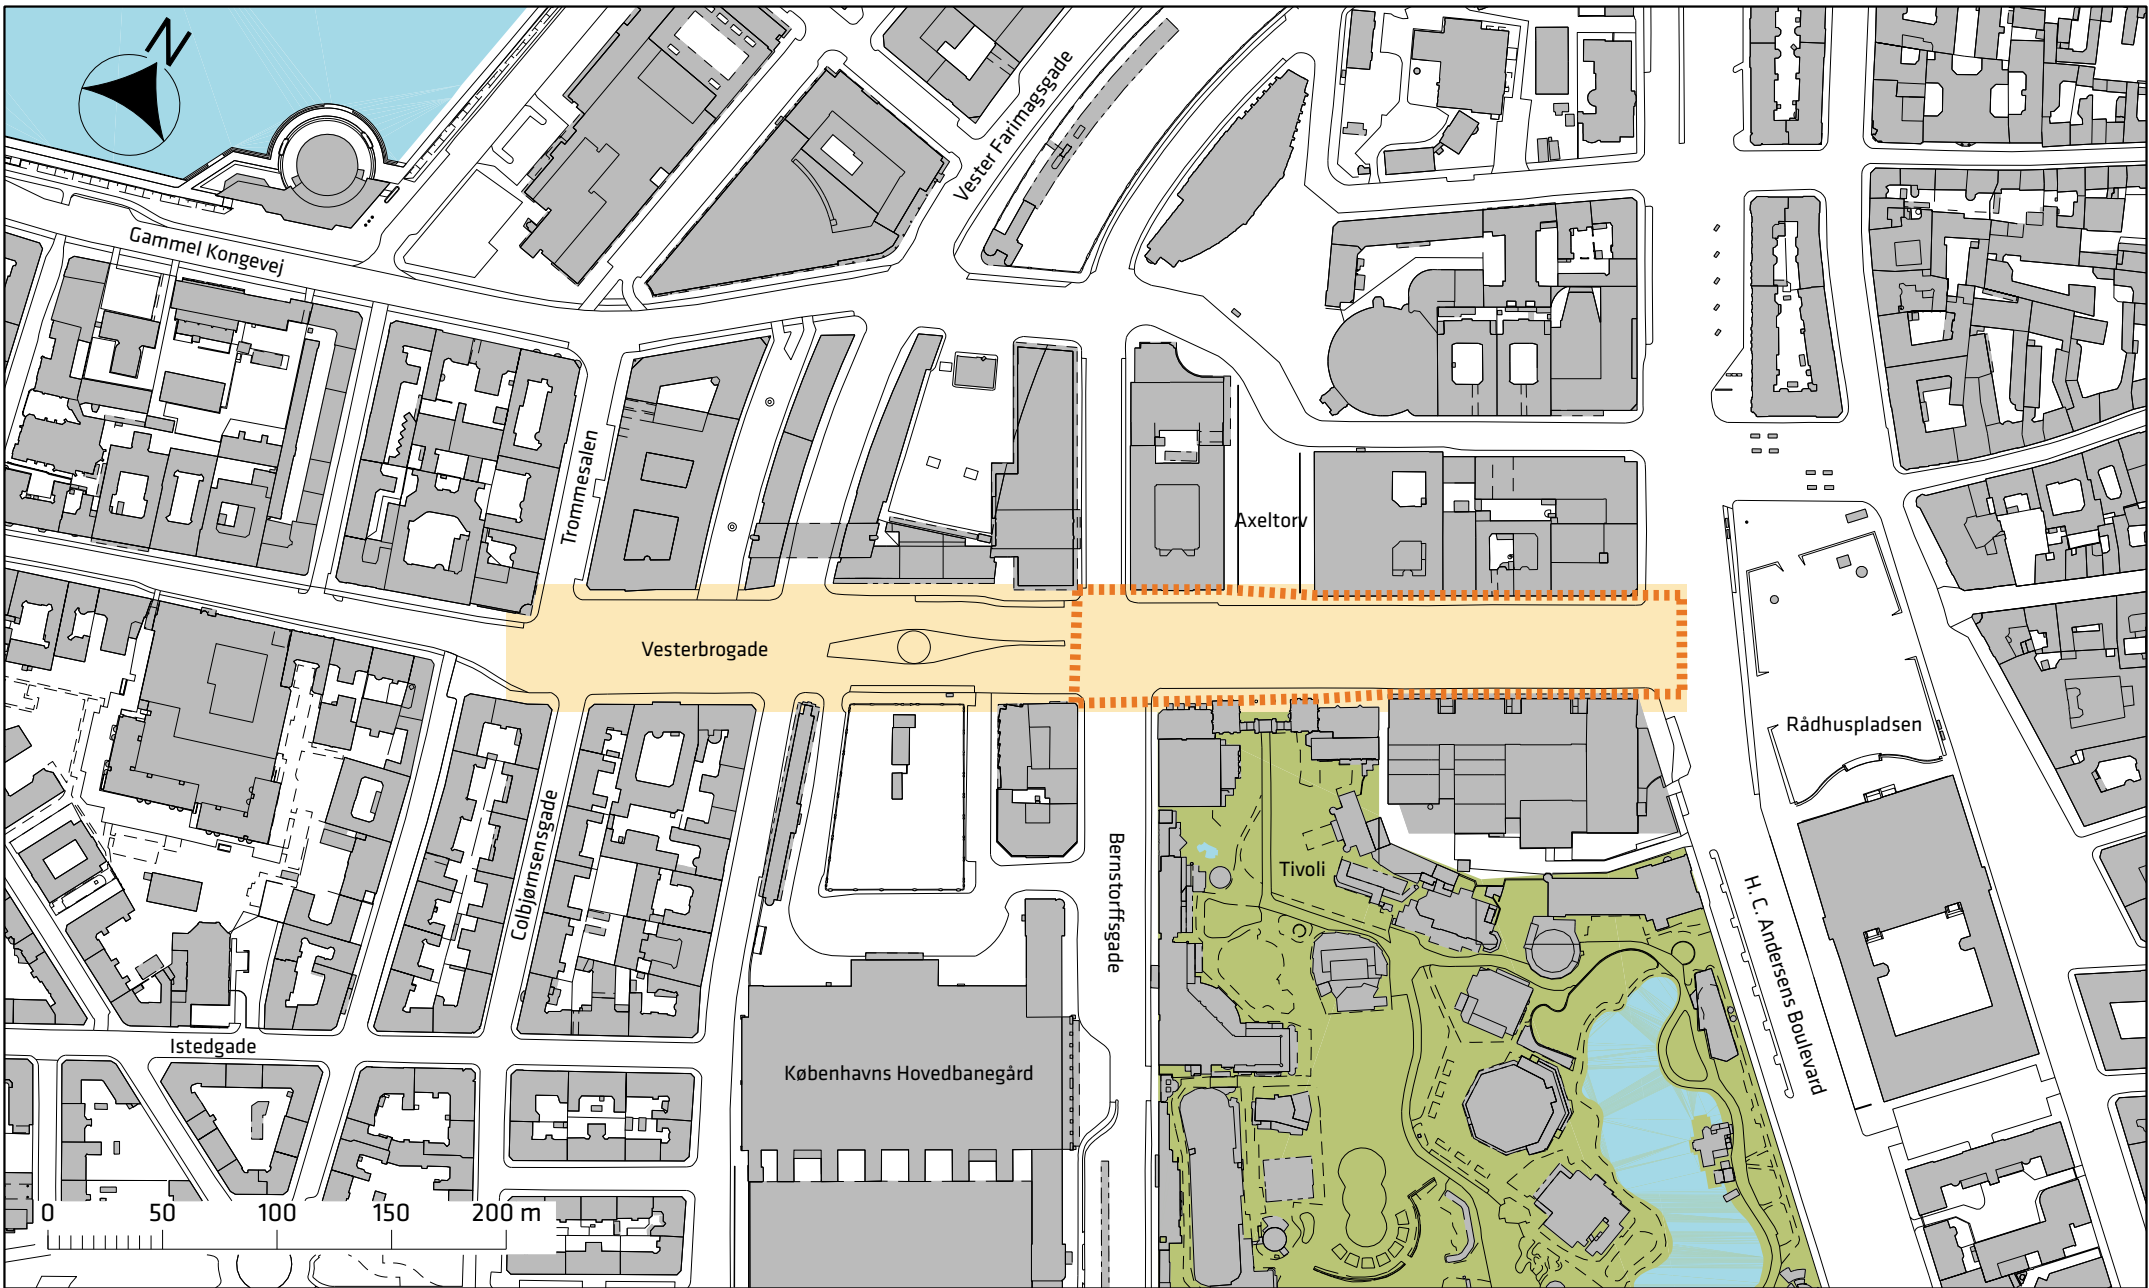 N
Vester Farimagsgade
Gammel Kongevej
Trommesalen
Axeltorv
Vesterbrogade
Rådhuspladsen
Tivoli
Colbjørnsensgade
Bernstorffsgade
H. C. Andersens Boulevard
Istedgade
Københavns Hovedbanegård
0 50 100 150 200 m